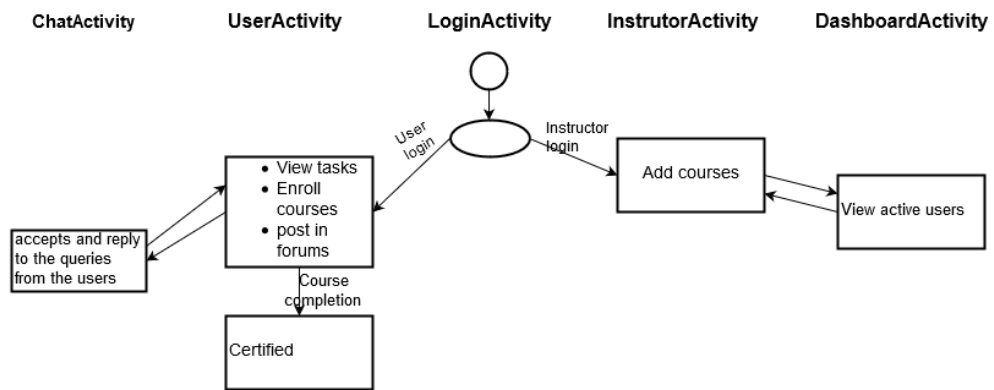 ChatActivity
UserActivity
LoginActivity
InstrutorActivity
DashboardActivity
User
login
Instructor
login
• View tasks
• Enroll
courses
• post in
forums
Add courses
View active users
accepts and reply
to the queries
from the users
Course
completion
Certified